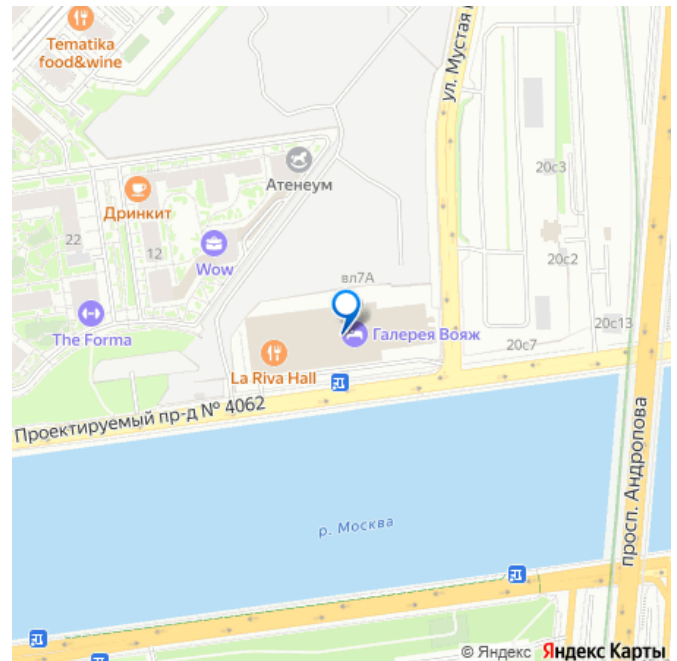 Tematika
food&wine
ул. Мустая
20с3
Атенеум
Дринкит
22
12
Wow
20с2
вл7А
The Forma
Галерея Вояж
20с13
20с7
La Riva Hall
Проектируемый пр-д № 4062
просп. Андропова
р. Москва
© Яндекс Яндекс Карты